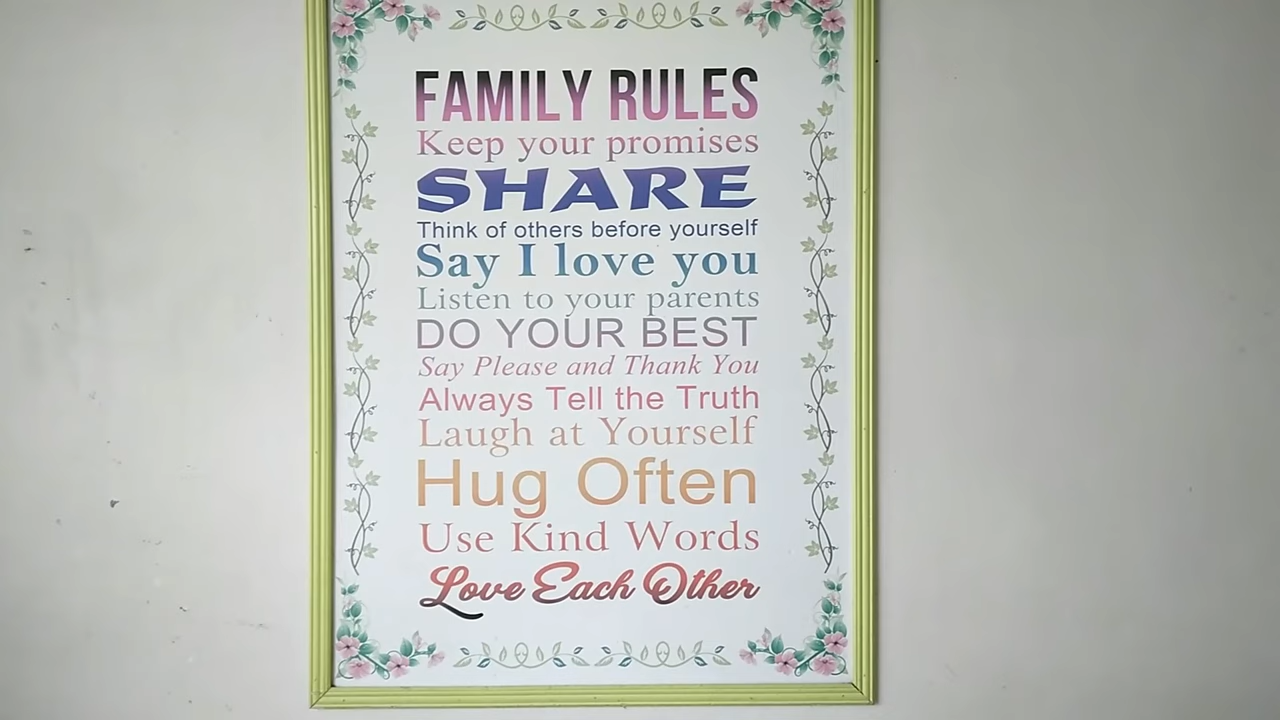 FAMILY RULES
Keep your promises
SHARE
Think of others before yourself
Say I love you
Listen to your parents
DO YOUR BEST
Say Please and Thank You
Always Tell the Truth
Laugh at Yourself
Hug Often
Use Kind Words
Love Each Other